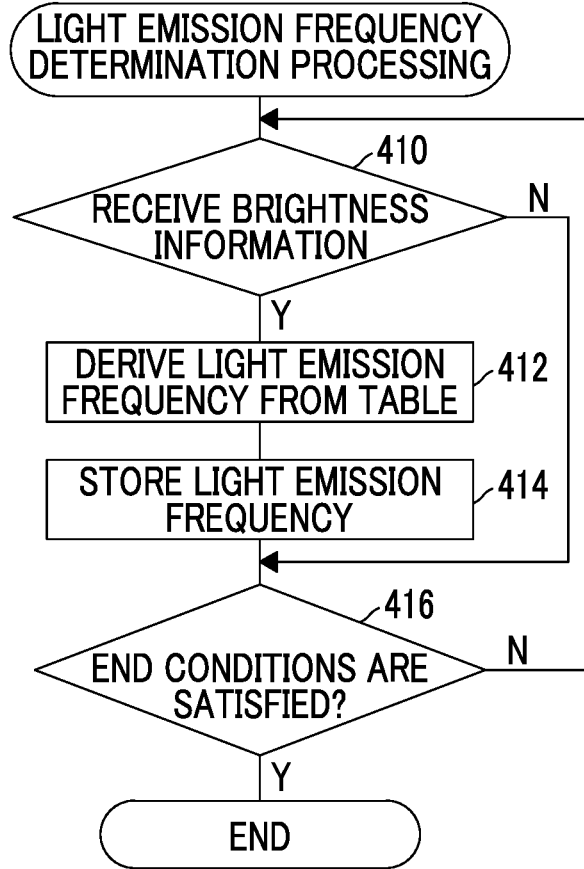 LIGHT EMISSION FREQUENCY
DETERMINATION PROCESSING
410
RECEIVE BRIGHTNESS
INFORMATION
N
Y
DERIVE LIGHT EMISSION
FREQUENCY FROM TABLE
412
STORE LIGHT EMISSION
FREQUENCY
414
416
END CONDITIONS ARE
SATISFIED?
N
Y
END